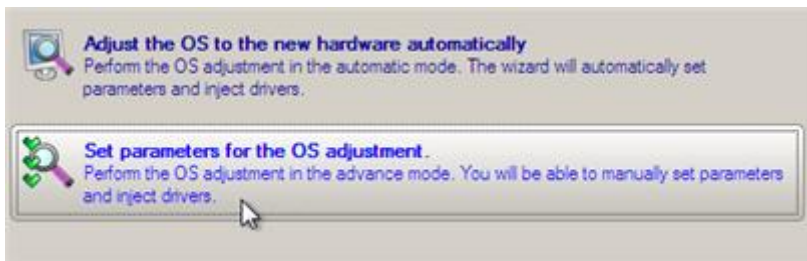 Adjust the OS to the new hardware automatically
Perform the OS adjustment in the automatic mode. The wizard will automatically set
parameters and inject drivers.
Set parameters for the OS adjustment.
Perform the OS adjustment in the advance mode. You will be able to manually set parameters
and inject drivers.